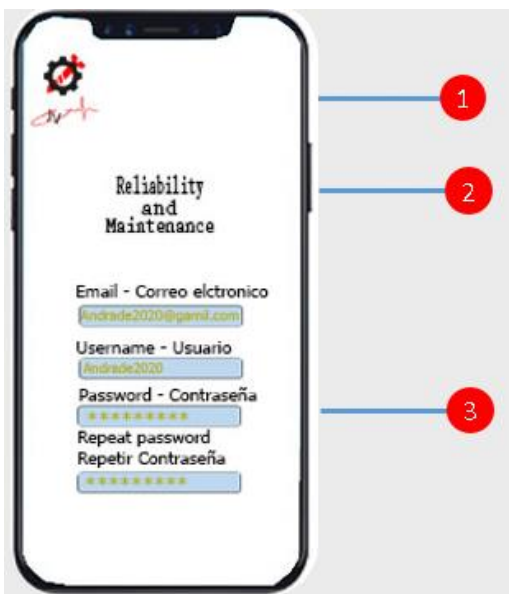 1
Reliability
and
Maintenance
2
Email - Correo elctronico
Andrade2020@gamil.com
Username - Usuario
Andrade2020
Password - Contraseña
*********
3
Repeat password
Repetir Contraseña
*********